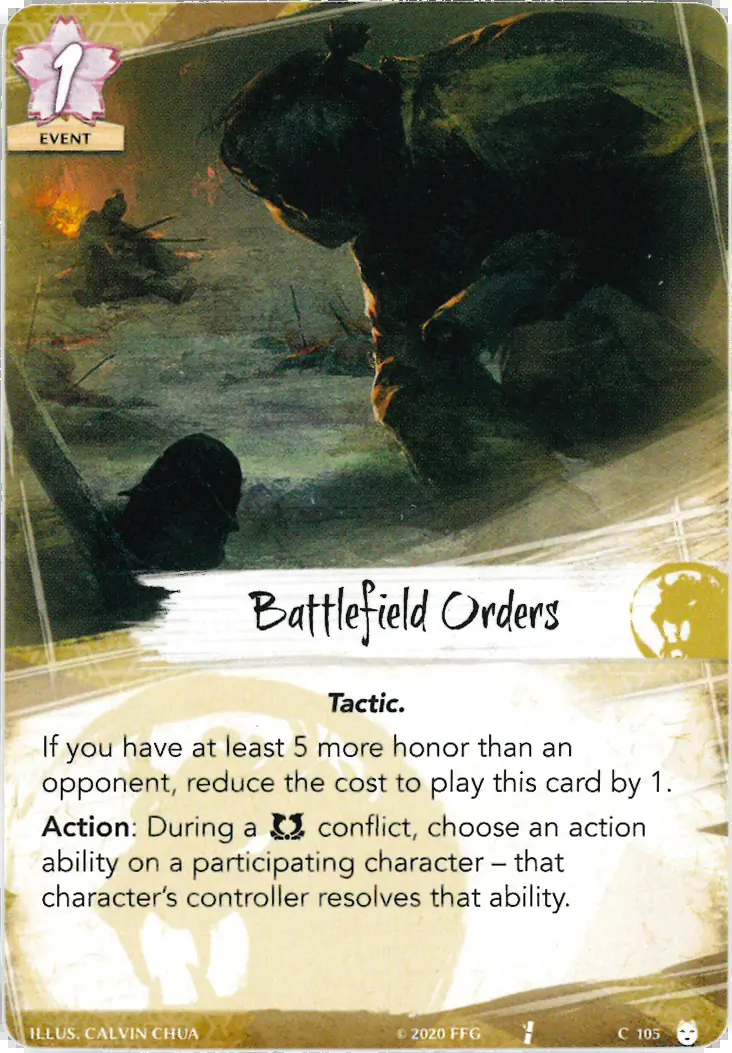 1
EVENT
Battlefield Orders
Tactic.
If you have at least 5 more honor than an
opponent, reduce the cost to play this card by 1.
Action: During a conflict, choose an action
ability on a participating character – that
character's controller resolves that ability.
ILLUS. CALVIN CHUA
© 2020 FFG
C 105